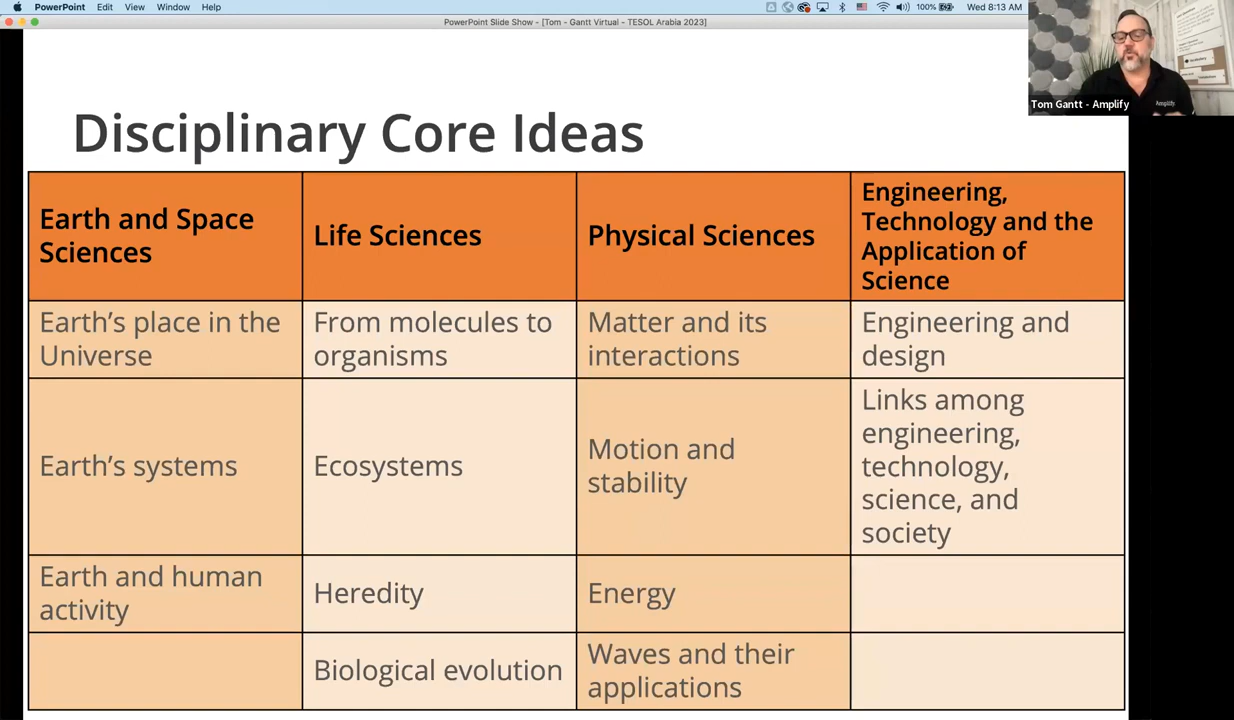 PowerPoint Edit View Window Help 100% Wed 8:13 AM
PowerPoint Slide Show - [Tom - Gantt Virtual - TESOL Arabia 2023]
Tom Gantt - Amplify
Amplify
Disciplinary Core Ideas
Earth and Space
Sciences
Life Sciences
Physical Sciences
Engineering,
Technology and the
Application of
Science
Earth’s place in the
Universe
From molecules to
organisms
Matter and its
interactions
Engineering and
design
Earth’s systems
Ecosystems
Motion and
stability
Links among
engineering,
technology,
science, and
society
Earth and human
activity
Heredity
Energy
Biological evolution
Waves and their
applications